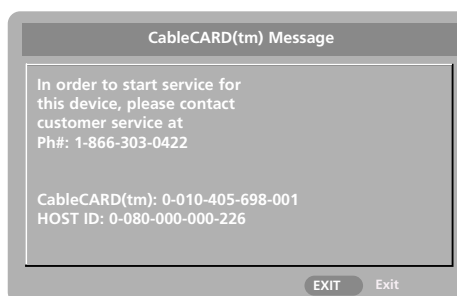 CableCARD(tm) Message
In order to start service for
this device, please contact
customer service at
Ph#: 1-866-303-0422
CableCARD(tm): 0-010-405-698-001
HOST ID: 0-080-000-000-226
EXIT Exit